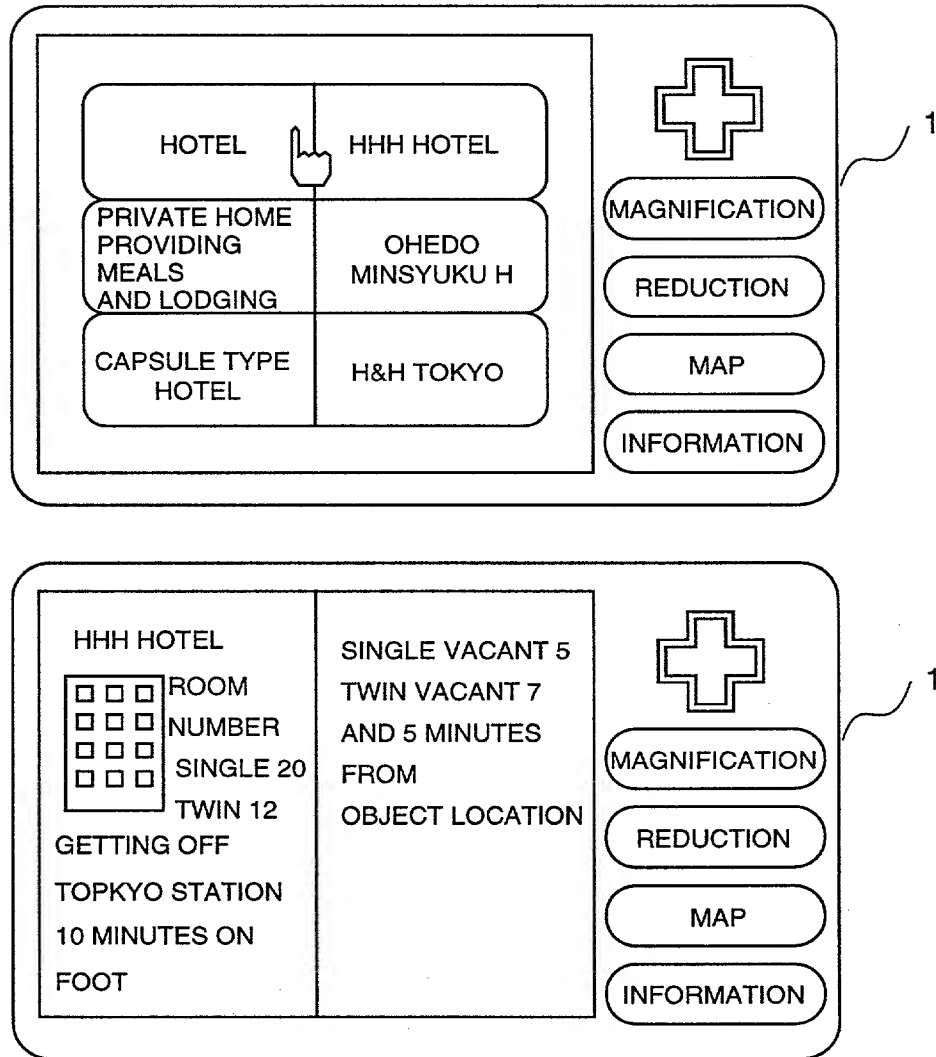 HOTEL
HHH HOTEL
PRIVATE HOME
PROVIDING
MEALS
AND LODGING
OHEDO
MINSYUKU H
CAPSULE TYPE
HOTEL
H&H TOKYO
MAGNIFICATION
REDUCTION
MAP
INFORMATION
1
HHH HOTEL
ROOM
NUMBER
SINGLE 20
TWIN 12
GETTING OFF
TOPKYO STATION
10 MINUTES ON
FOOT
SINGLE VACANT 5
TWIN VACANT 7
AND 5 MINUTES
FROM
OBJECT LOCATION
MAGNIFICATION
REDUCTION
MAP
INFORMATION
1